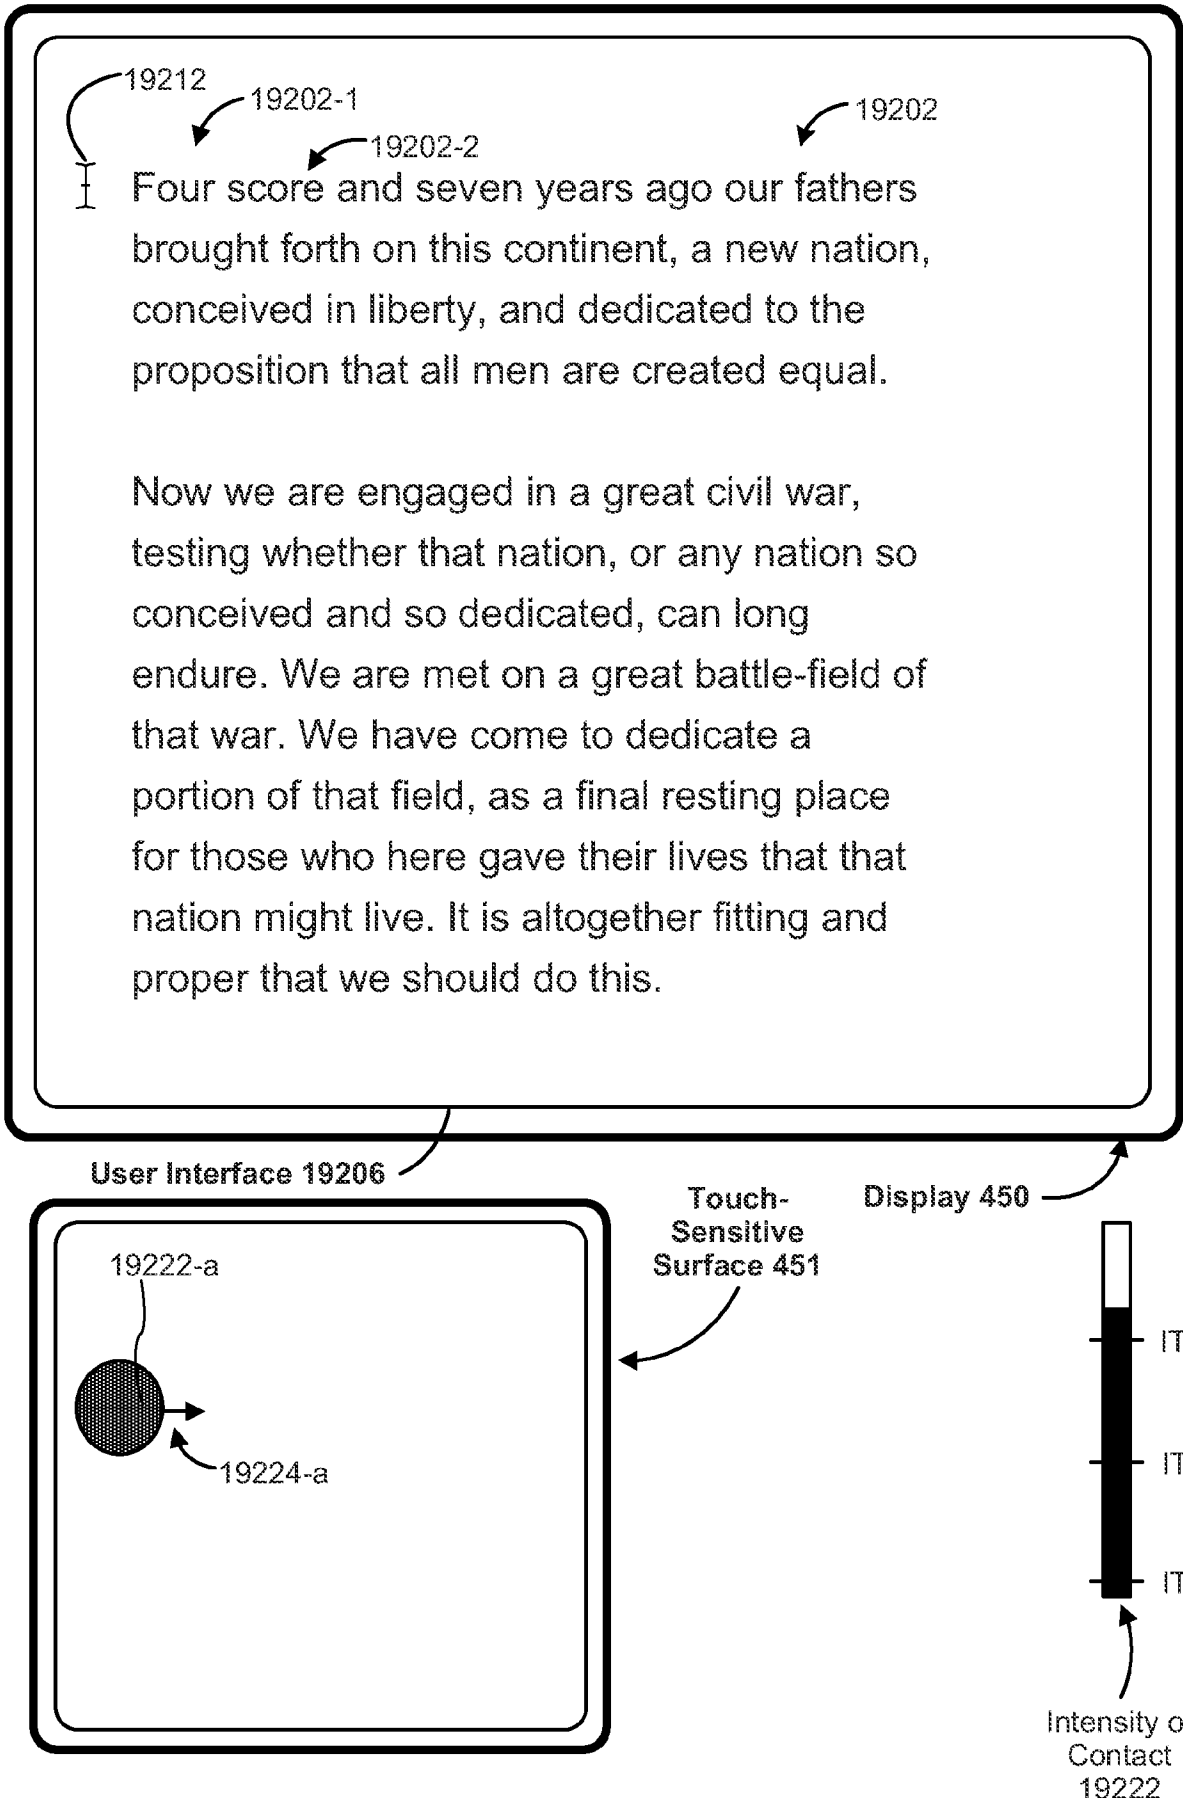 19212
19202-1
19202
19202-2
Four score and seven years ago our fathers
brought forth on this continent, a new nation,
conceived in liberty, and dedicated to the
proposition that all men are created equal.
Now we are engaged in a great civil war,
testing whether that nation, or any nation so
conceived and so dedicated, can long
endure. We are met on a great battle-field of
that war. We have come to dedicate a
portion of that field, as a final resting place
for those who here gave their lives that that
nation might live. It is altogether fitting and
proper that we should do this.
User Interface 19206
Touch-
Sensitive
Surface 451
Display 450
19222-a
19224-a
IT
IT
IT
Intensity o
Contact
19222